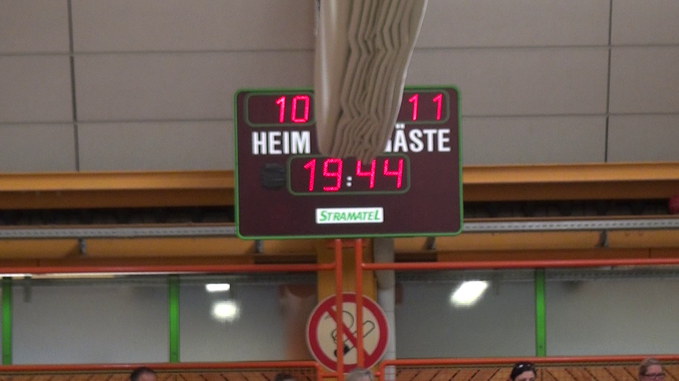 10 11
HEIM ÄSTE
19:44
STRAMATEL